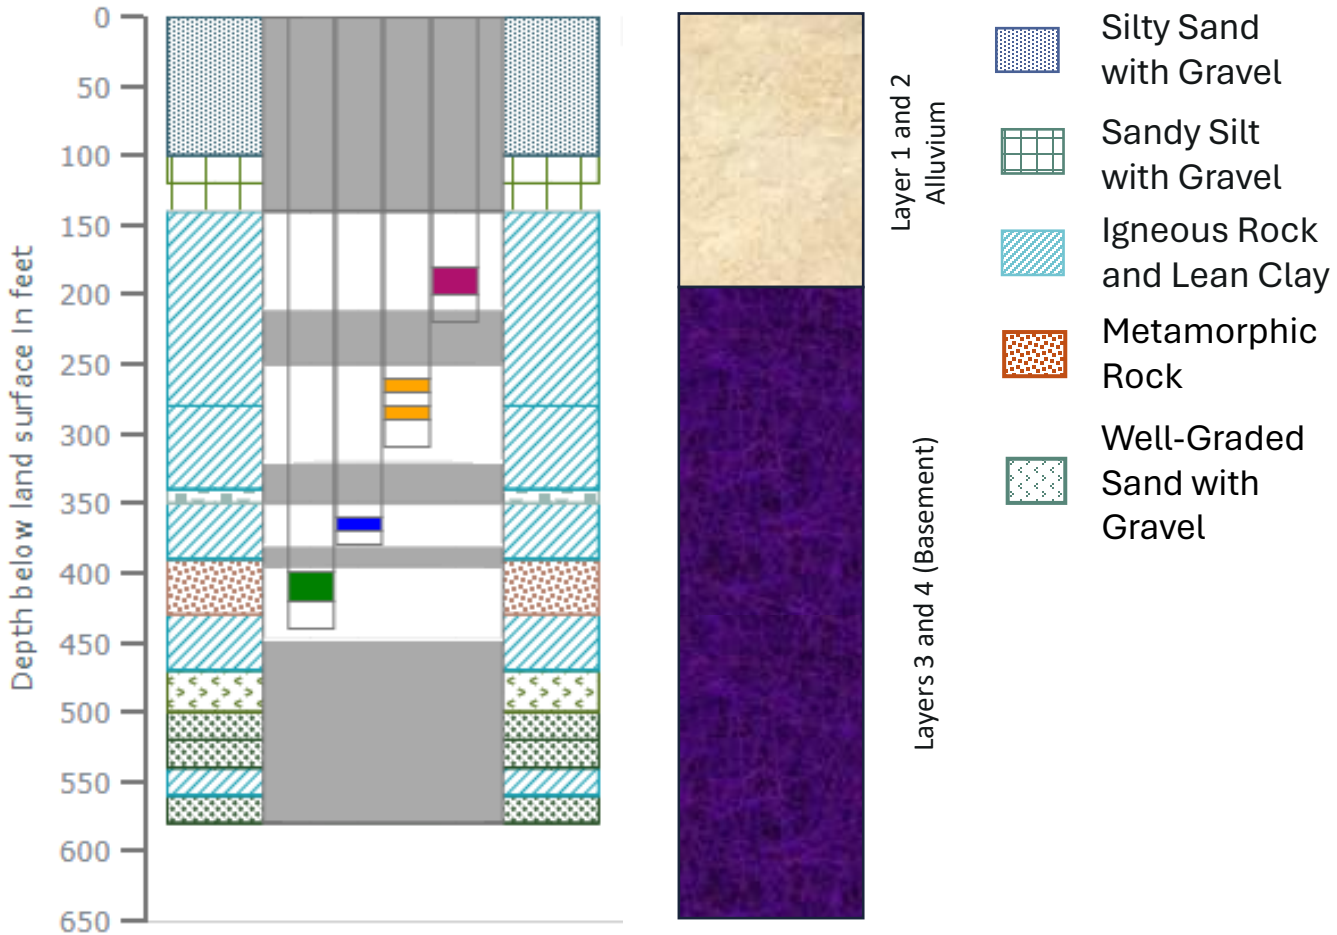 Depth below land surface In feet
0
50
100
150
200
250
300
350
400
450
500
550
600
650
Layer 1 and 2
Alluvium
Layers 3 and 4 (Basement)
Silty Sand
with Gravel
Sandy Silt
with Gravel
Igneous Rock
and Lean Clay
Metamorphic
Rock
Well-Graded
Sand with
Gravel